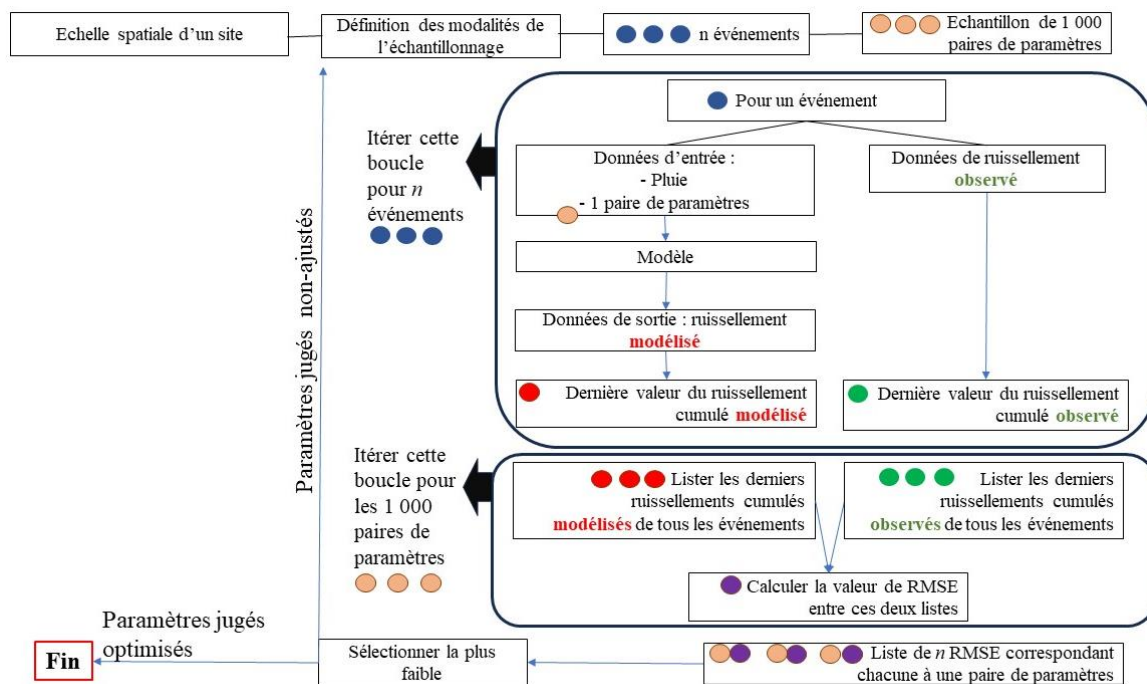 Echelle spatiale d'un site
Définition des modalités de
l'échantillonnage
n événements
Echantillon de 1 000
paires de paramètres
Pour un événement
Itérer cette
boucle
pour n
événements
Données d'entrée :
- Pluie
- 1 paire de paramètres
Données de ruissellement
observé
Modèle
Données de sortie : ruissellement
modélisé
Dernière valeur du ruissellement
cumulé modélisé
Dernière valeur du ruissellement
cumulé observé
Paramètres jugés non-ajustés
Itérer cette
boucle pour
les 1 000
paires de
paramètres
Lister les derniers
ruissellements cumulés
modélisés de tous les événements
Lister les derniers
ruissellements cumulés
observés de tous les événements
Calculer la valeur de RMSE
entre ces deux listes
Paramètres jugés
optimisés
Fin
Sélectionner la plus
faible
Liste de n RMSE correspondant
chacune à une paire de paramètres